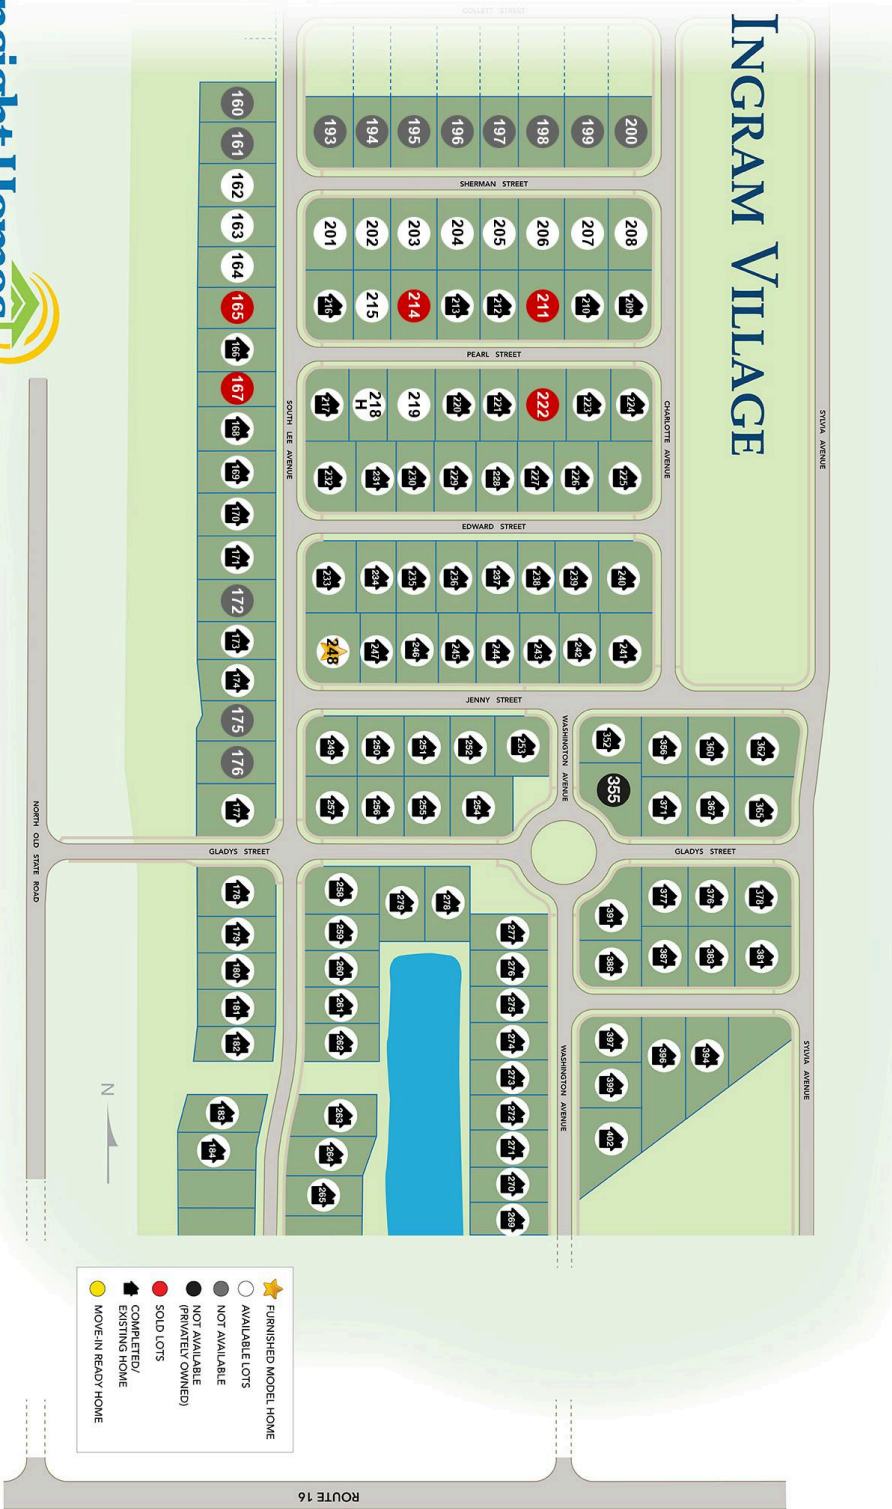 INGRAM VILLAGE
Insight Homes
COLLETT STREET
SYLVIA AVENUE
CHARLOTTE AVENUE
SHERMAN STREET
PEARL STREET
EDWARD STREET
JENNY STREET
SOUTH LEE AVENUE
WASHINGTON AVENUE
GLADYS STREET
GLADYS STREET
NORTH OLD STATE ROAD
WASHINGTON AVENUE
SYLVIA AVENUE
ROUTE 16
N
200 199 198 197 196 195 194 193
208 207 206 205 204 203 202 201
209 210 211 212 213 214 215 216
224 223 222 221 220 219 218 H 217
225 226 227 228 229 230 231 232
240 239 238 237 236 235 234 233
241 242 243 244 245 246 247 248
160 161 162 163 164 165 166 167 168 169 170 171 172 173 174 175 176 177
178 179 180 181 182
183 184
362 360 356 352
365 367 371 355
253 252 251 250 249
254 255 256 257
378 376 377 391
381 383 387 388
394 396 397
399
402
278 279 258
259 260 261 262
263 264 265
277 276 275 274 273 272 271 270 269
FURNISHED MODEL HOME
AVAILABLE LOTS
NOT AVAILABLE
NOT AVAILABLE
(PRIVATELY OWNED)
SOLD LOTS
COMPLETED/
EXISTING HOME
MOVE-IN READY HOME